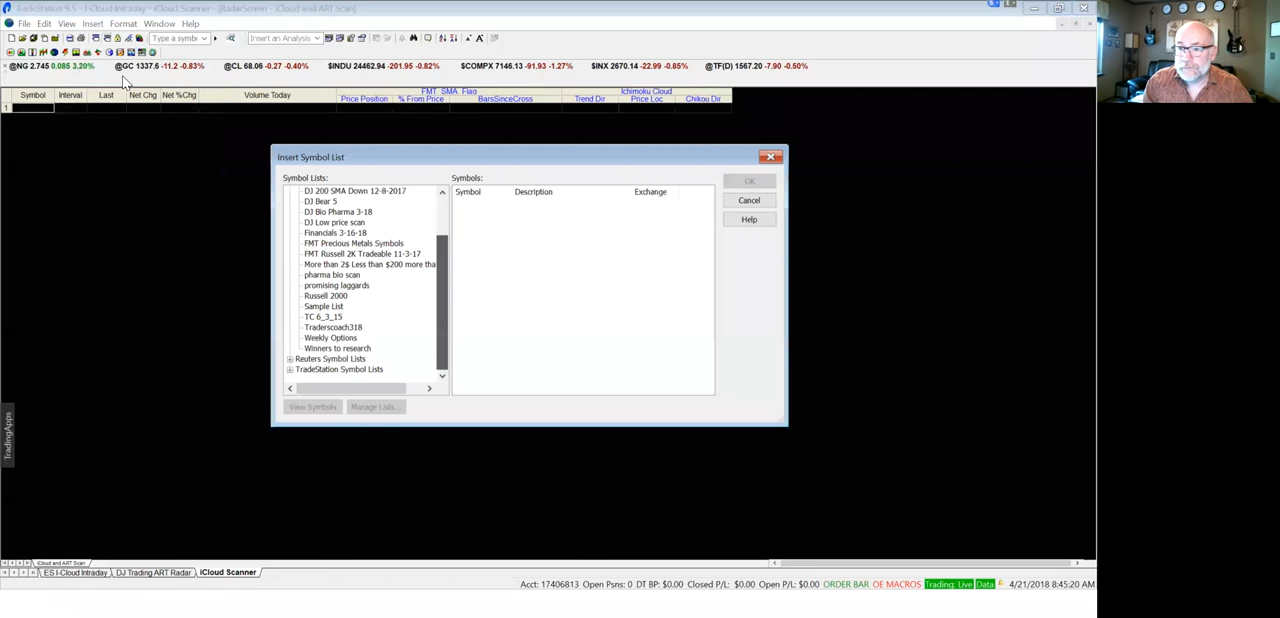 TradeStation 9.5 - I-Cloud Intraday - iCloud Scanner - [RadarScreen - iCloud and ART Scan]
File Edit View Insert Format Window Help
Type a symbo Insert an Analysis
@NG 2.745 0.085 3.20% @GC 1337.6 -11.2 -0.83% @CL 68.06 -0.27 -0.40% $INDU 24462.94 -201.95 -0.82% $COMPX 7146.13 -91.93 -1.27% $INX 2670.14 -22.99 -0.85% @TF(D) 1567.20 -7.90 -0.50%
FMT_SMA_Flag Ichimoku Cloud
Symbol Interval Last Net Chg Net %Chg Volume Today Price Position % From Price BarsSinceCross Trend Dir Price Loc Chikou Dir
1
Insert Symbol List
Symbol Lists: Symbols:
Symbol Description Exchange
OK
Cancel
Help
DJ 200 SMA Down 12-8-2017
DJ Bear 5
DJ Bio Pharma 3-18
DJ Low price scan
Financials 3-16-18
FMT Precious Metals Symbols
FMT Russell 2K Tradeable 11-3-17
More than 2$ Less than $200 more tha
pharma bio scan
promising laggards
Russell 2000
Sample List
TC 6_3_15
Traderscoach318
Weekly Options
Winners to research
Reuters Symbol Lists
TradeStation Symbol Lists
View Symbols Manage Lists...
TradingApps
iCloud and ART Scan
ES I-Cloud Intraday DJ Trading ART Radar iCloud Scanner
Acct: 17406813 Open Psns: 0 DT BP: $0.00 Closed P/L: $0.00 Open P/L: $0.00 ORDER BAR OE MACROS Trading: Live Data 4/21/2018 8:45:20 AM